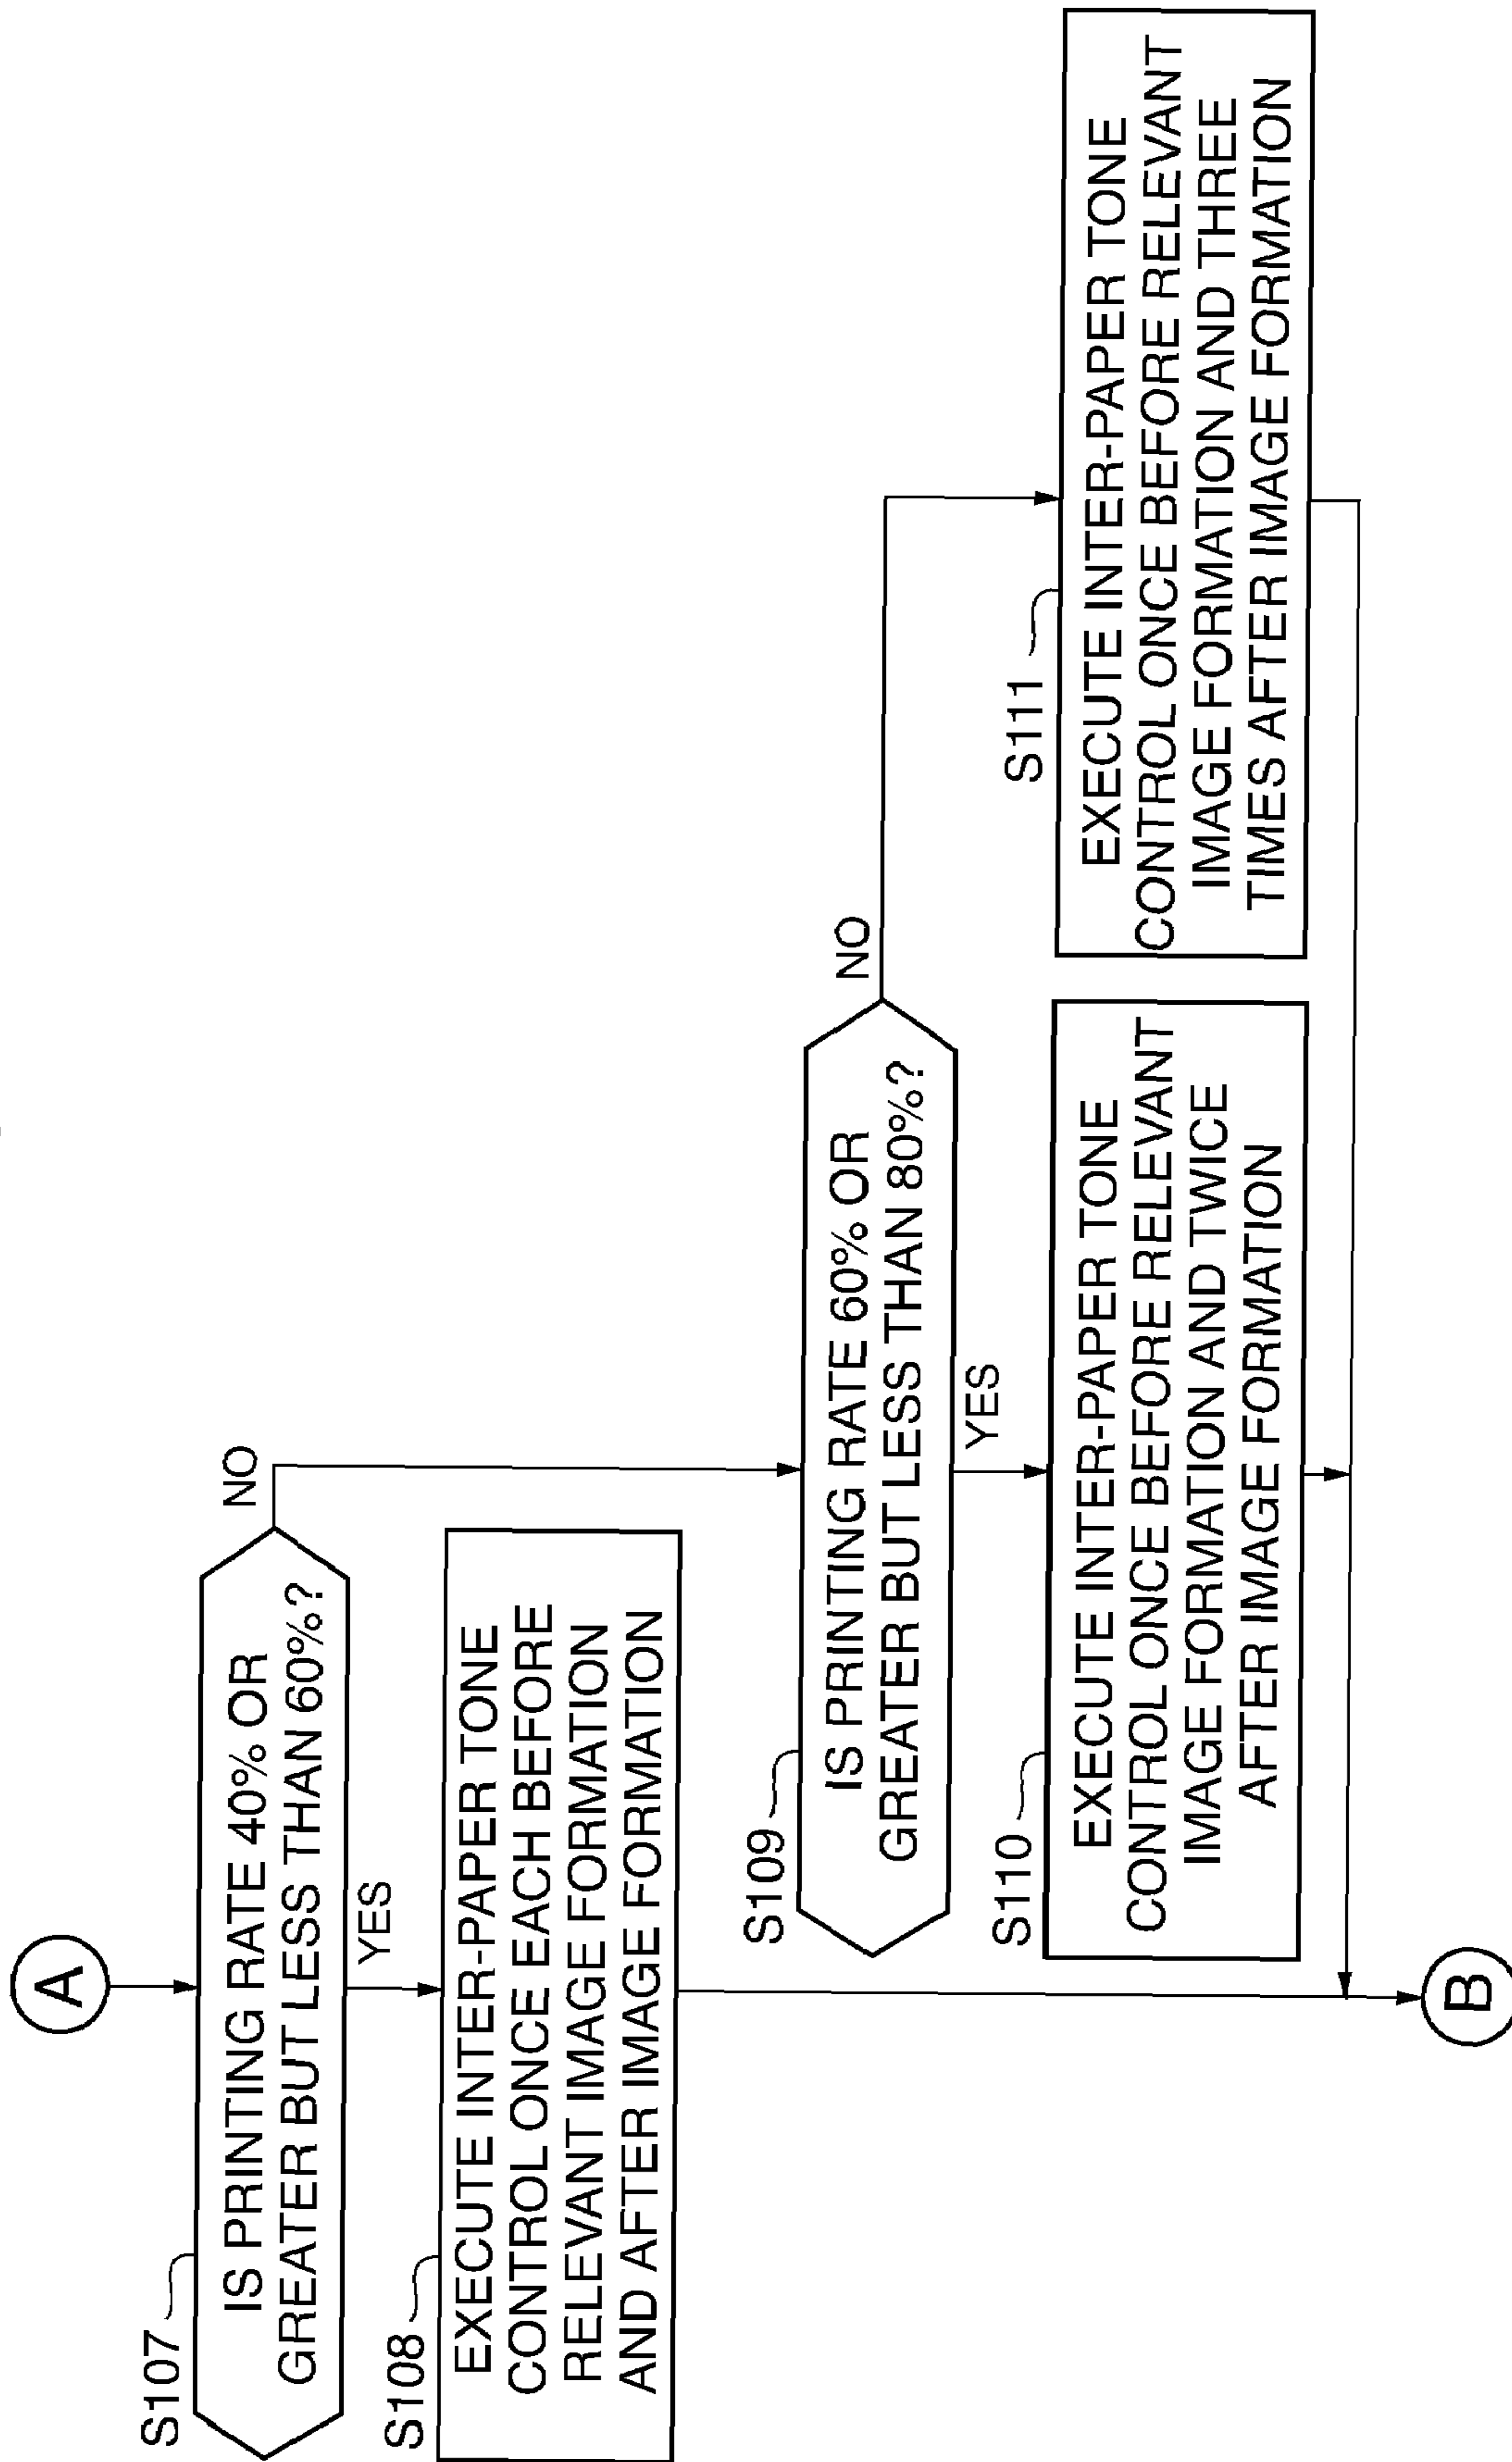 A
S107
IS PRINTING RATE 40% OR
GREATER BUT LESS THAN 60%?
NO
YES
S108
EXECUTE INTER-PAPER TONE
CONTROL ONCE EACH BEFORE
RELEVANT IMAGE FORMATION
AND AFTER IMAGE FORMATION
S109
IS PRINTING RATE 60% OR
GREATER BUT LESS THAN 80%?
NO
YES
S110
EXECUTE INTER-PAPER TONE
CONTROL ONCE BEFORE RELEVANT
IMAGE FORMATION AND TWICE
AFTER IMAGE FORMATION
S111
EXECUTE INTER-PAPER TONE
CONTROL ONCE BEFORE RELEVANT
IMAGE FORMATION AND THREE
TIMES AFTER IMAGE FORMATION
B